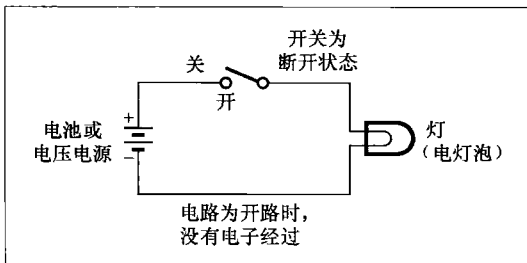 开关为
断开状态
关
开
+
电池或
电压电源
−
灯
（电灯泡）
电路为开路时，
没有电子经过